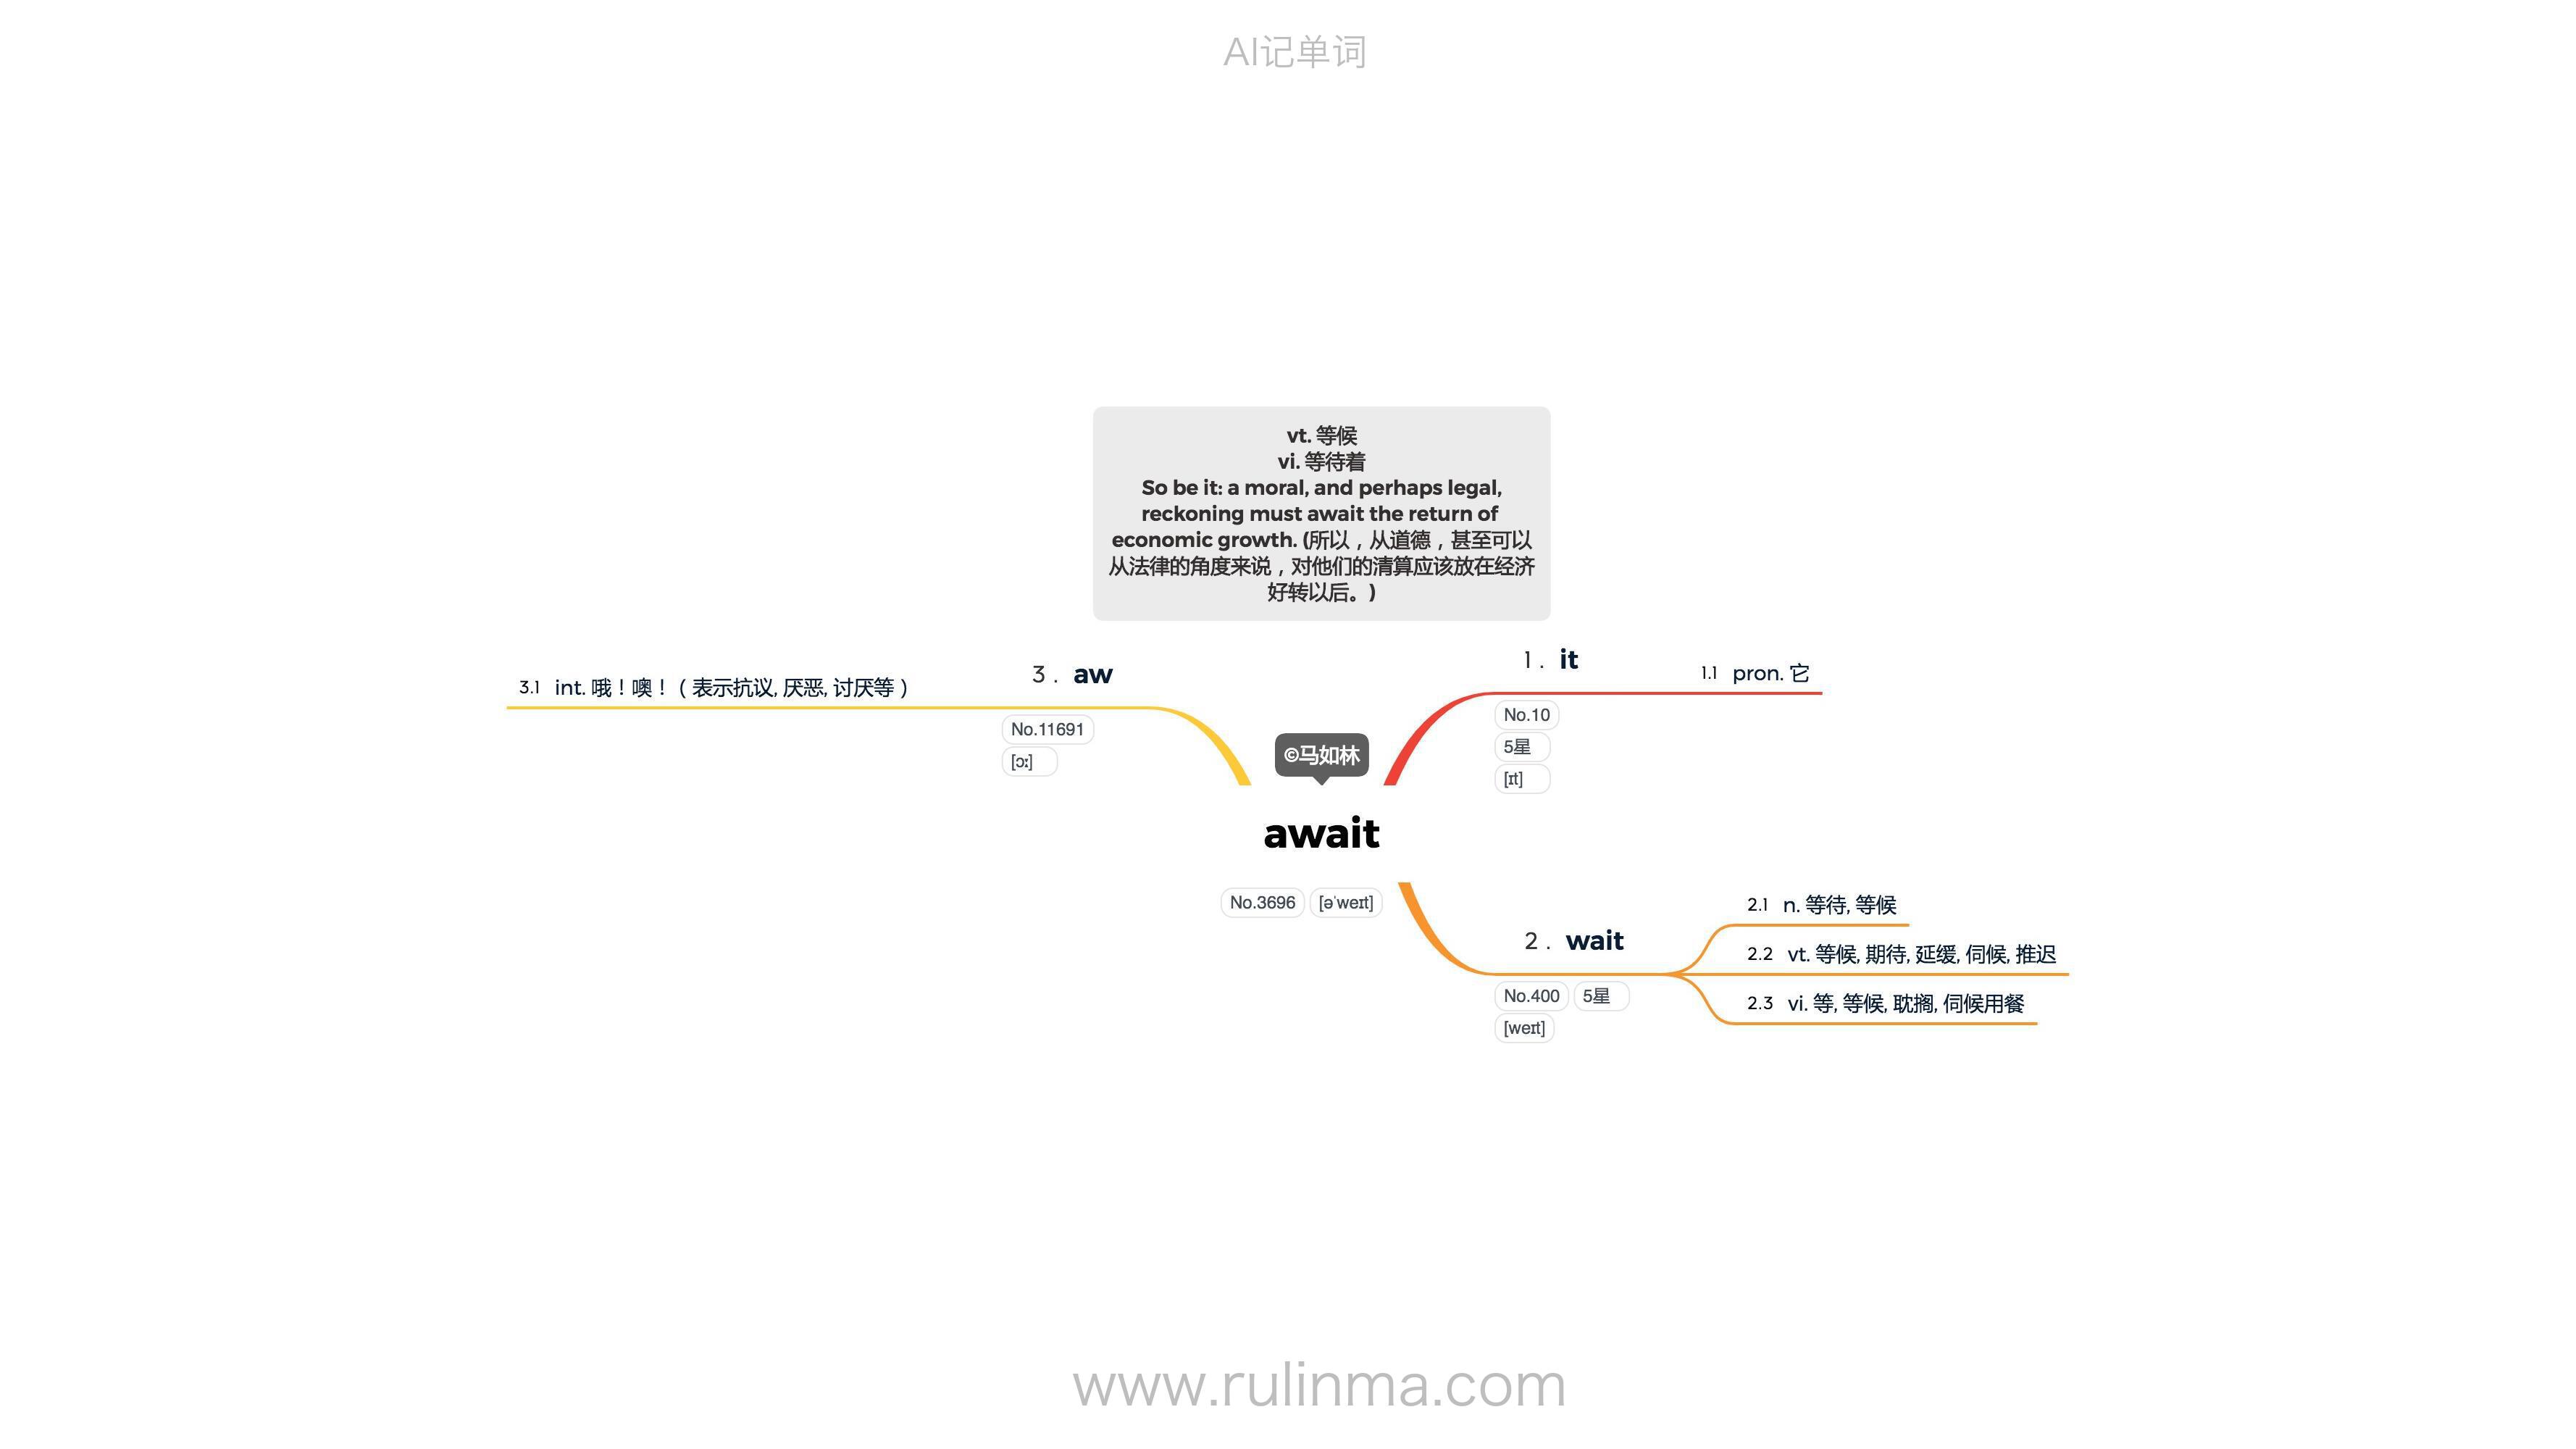 AI记单词
vt. 等候
vi. 等待着
So be it: a moral, and perhaps legal,
reckoning must await the return of
economic growth. (所以，从道德，甚至可以
从法律的角度来说，对他们的清算应该放在经济
好转以后。)
3 . aw
3.1 int. 哦！噢！（表示抗议, 厌恶, 讨厌等）
No.11691
[ɔː]
1 . it
1.1 pron. 它
No.10
5星
[ɪt]
©马如林
await
No.3696 [əˈweɪt]
2 . wait
No.400 5星
[weɪt]
2.1 n. 等待, 等候
2.2 vt. 等候, 期待, 延缓, 伺候, 推迟
2.3 vi. 等, 等候, 耽搁, 伺候用餐
www.rulinma.com